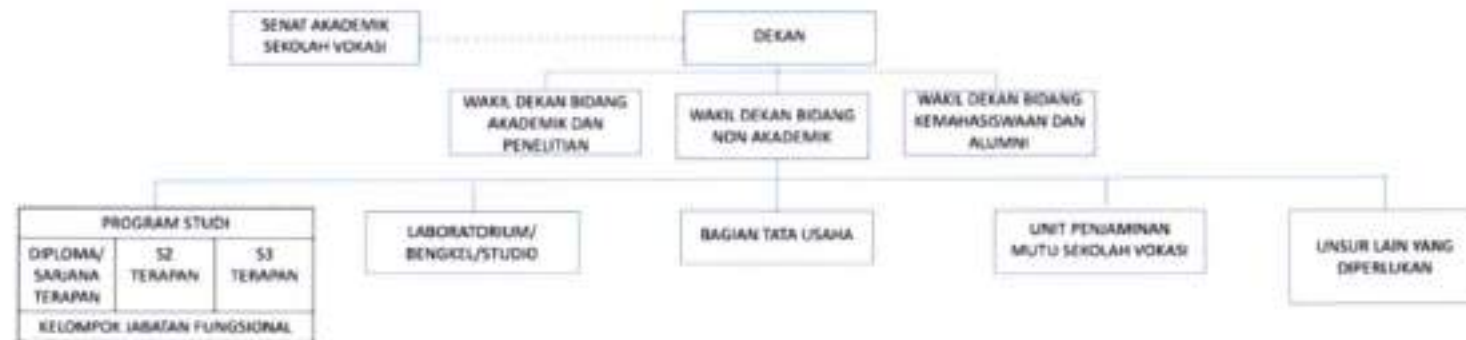 SENAT AKADEMIK
SEKOLAH VOKASI
DEKAN
WAKIL DEKAN BIDANG
AKADEMIK DAN
PENELITIAN
WAKIL DEKAN BIDANG
NON AKADEMIK
WAKIL DEKAN BIDANG
KEMAHASISWAAN DAN
ALUMNI
PROGRAM STUDI
DIPLOMA/
SARJANA
TERAPAN
S2
TERAPAN
S3
TERAPAN
KELOMPOK JABATAN FUNGSIONAL
LABORATORIUM/
BENGKEL/STUDIO
BAGIAN TATA USAHA
UNIT PENJAMINAN
MUTU SEKOLAH VOKASI
UNSUR LAIN YANG
DIPERLUKAN